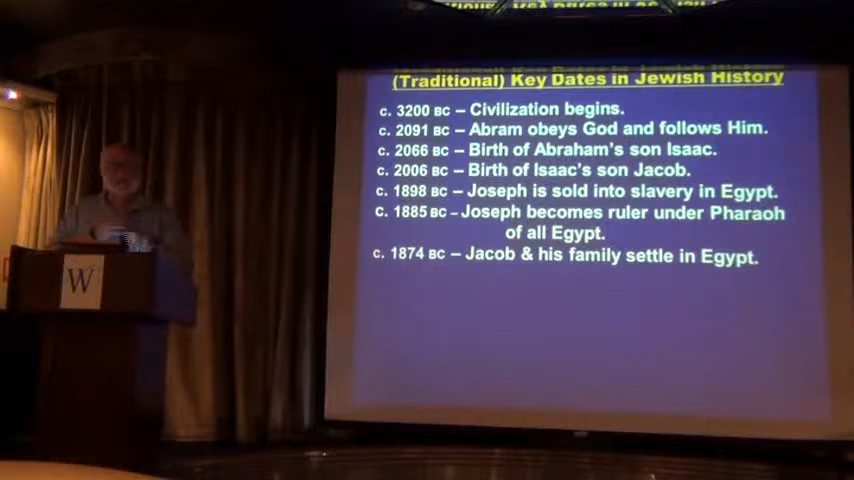 (Traditional) Key Dates in Jewish History
c. 3200 BC – Civilization begins.
c. 2091 BC – Abram obeys God and follows Him.
c. 2066 BC – Birth of Abraham's son Isaac.
c. 2006 BC – Birth of Isaac's son Jacob.
c. 1898 BC – Joseph is sold into slavery in Egypt.
c. 1885 BC – Joseph becomes ruler under Pharaoh
of all Egypt.
c. 1874 BC – Jacob & his family settle in Egypt.
W